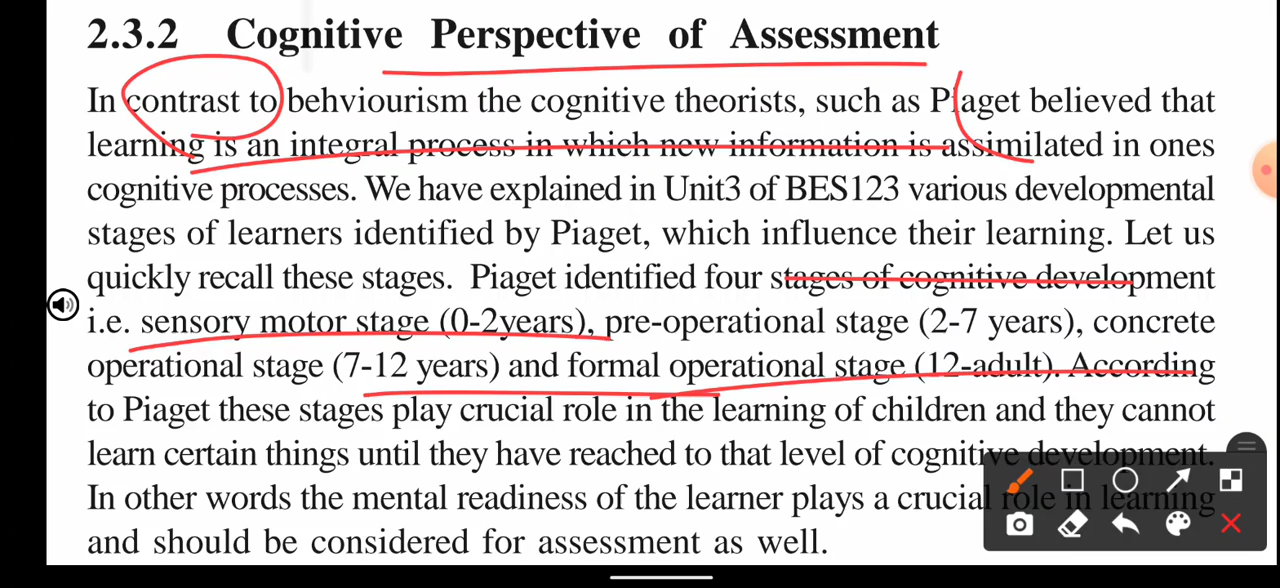 2.3.2 Cognitive Perspective of Assessment
In contrast to behviourism the cognitive theorists, such as Piaget believed that
learning is an integral process in which new information is assimilated in ones
cognitive processes. We have explained in Unit3 of BES123 various developmental
stages of learners identified by Piaget, which influence their learning. Let us
quickly recall these stages. Piaget identified four stages of cognitive development
i.e. sensory motor stage (0-2years), pre-operational stage (2-7 years), concrete
operational stage (7-12 years) and formal operational stage (12-adult). According
to Piaget these stages play crucial role in the learning of children and they cannot
learn certain things until they have reached to that level of cognitive development.
In other words the mental readiness of the learner plays a crucial role in learning
and should be considered for assessment as well.